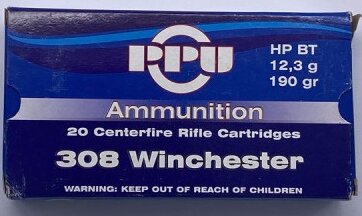 PPU
HP BT
12,3 g
190 gr
Ammunition
20 Centerfire Rifle Cartridges
308 Winchester
WARNING: KEEP OUT OF REACH OF CHILDREN